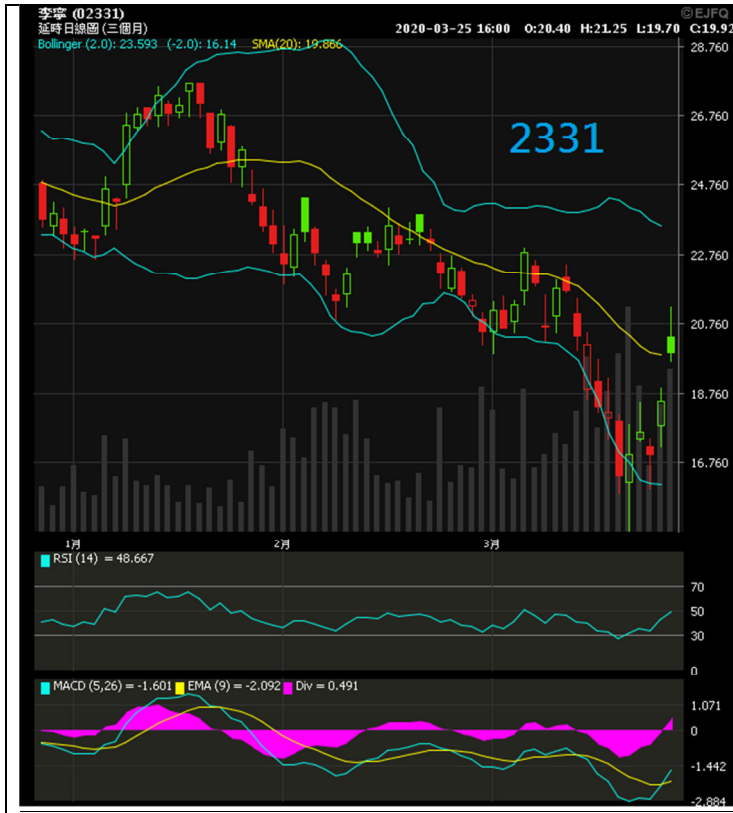 李寧 (02331)
©EJFQ
延時日線圖 (三個月)
2020-03-25 16:00 O:20.40 H:21.25 L:19.70 C:19.92
Bollinger (2.0): 23.593 (-2.0): 16.14 SMA(20): 19.866
28.760
26.760
2331
24.760
22.760
20.760
18.760
16.760
1月 2月 3月
RSI (14) = 48.667
70
50
30
0
MACD (5,26) = -1.601 EMA (9) = -2.092 Div = 0.491
1.071
0
-1.442
-2.884